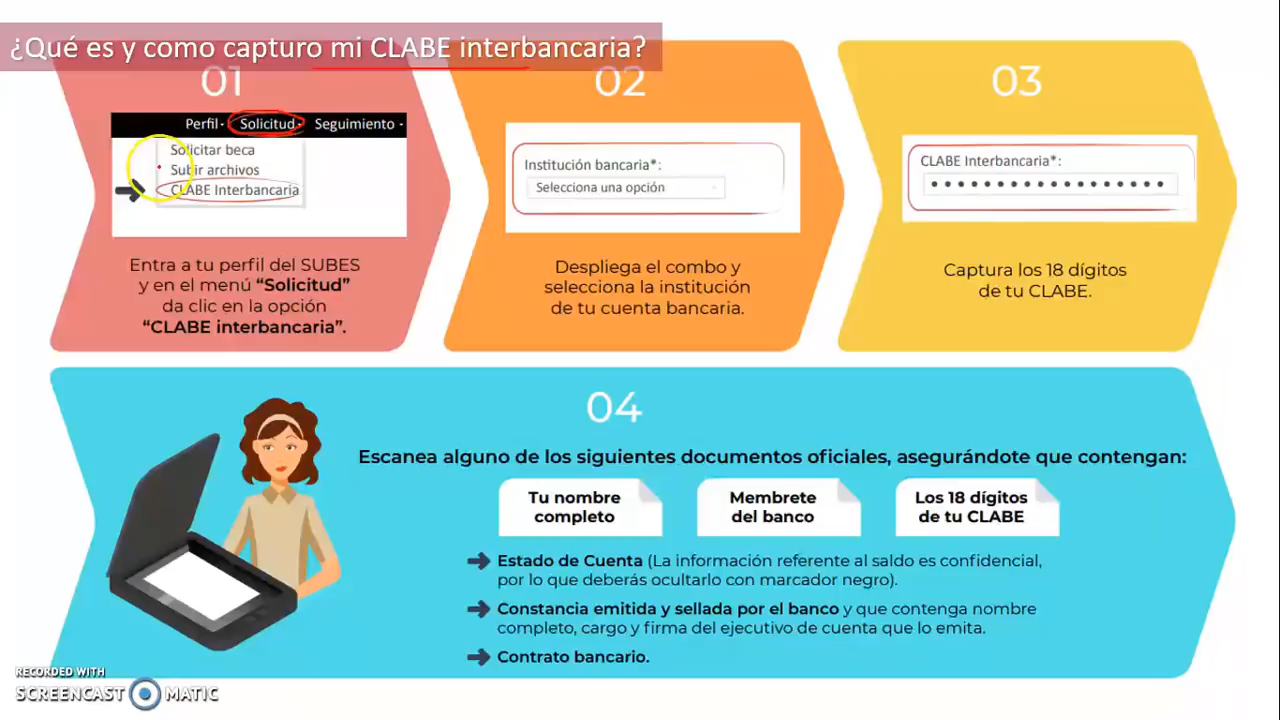 ¿Qué es y como capturo mi CLABE interbancaria?
01
Perfil Solicitud Seguimiento
Solicitar beca
Subir archivos
CLABE Interbancaria
Entra a tu perfil del SUBES
y en el menú “Solicitud”
da clic en la opción
“CLABE interbancaria”.
02
Institución bancaria*:
Selecciona una opción
Despliega el combo y
selecciona la institución
de tu cuenta bancaria.
03
CLABE Interbancaria*:
Captura los 18 dígitos
de tu CLABE.
04
Escanea alguno de los siguientes documentos oficiales, asegurándote que contengan:
Tu nombre
completo
Membrete
del banco
Los 18 dígitos
de tu CLABE
Estado de Cuenta (La información referente al saldo es confidencial,
por lo que deberás ocultarlo con marcador negro).
Constancia emitida y sellada por el banco y que contenga nombre
completo, cargo y firma del ejecutivo de cuenta que lo emita.
Contrato bancario.
RECORDED WITH
SCREENCAST MATIC